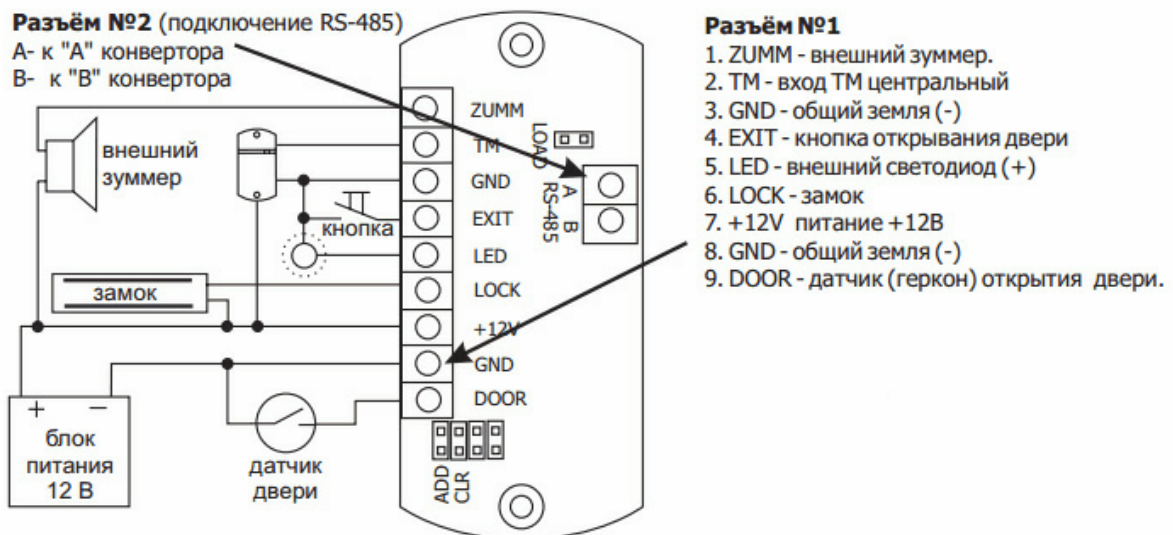 Разъём №2 (подключение RS-485)
A- к "A" конвертора
B- к "B" конвертора
внешний
зуммер
кнопка
замок
+ −
блок
питания
12 В
датчик
двери
ZUMM
TM
GND
EXIT
LED
LOCK
+12V
GND
DOOR
LOAD
A B
RS-485
ADD
CLR
Разъём №1
1. ZUMM - внешний зуммер.
2. TM - вход ТМ центральный
3. GND - общий земля (-)
4. EXIT - кнопка открывания двери
5. LED - внешний светодиод (+)
6. LOCK - замок
7. +12V питание +12В
8. GND - общий земля (-)
9. DOOR - датчик (геркон) открытия двери.